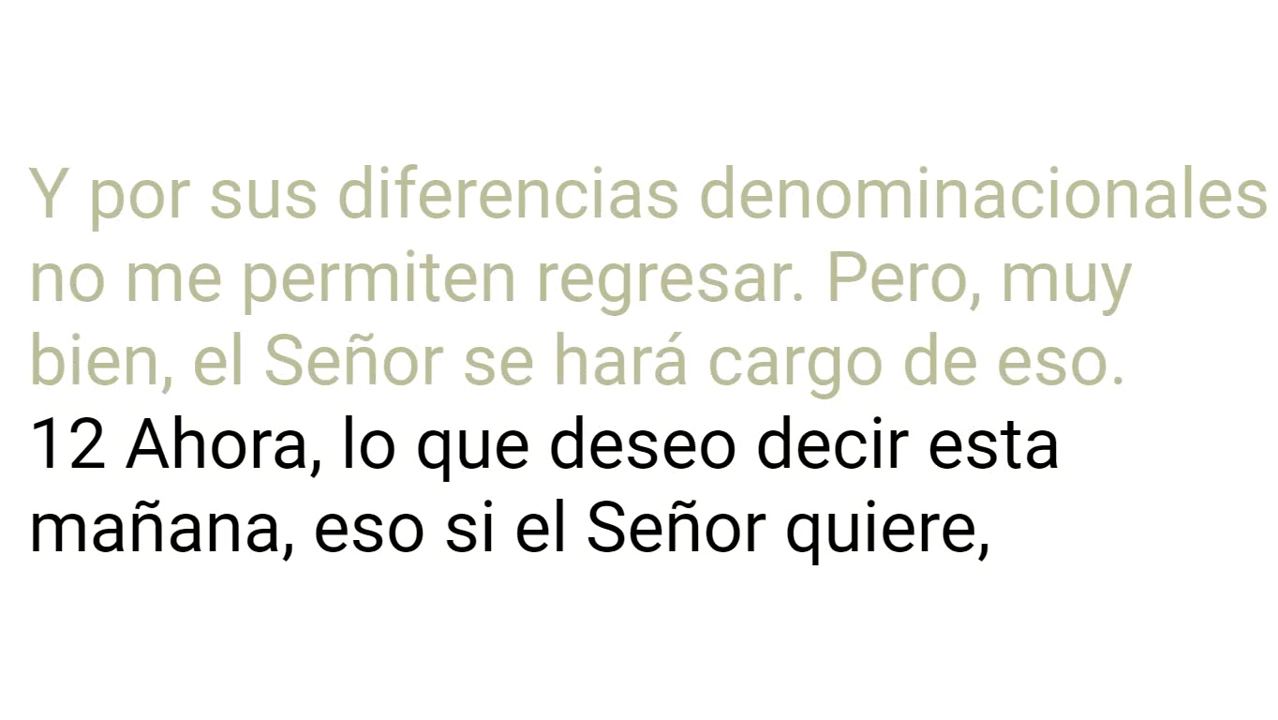 Y por sus diferencias denominacionales
no me permiten regresar. Pero, muy
bien, el Señor se hará cargo de eso.
12 Ahora, lo que deseo decir esta
mañana, eso si el Señor quiere,